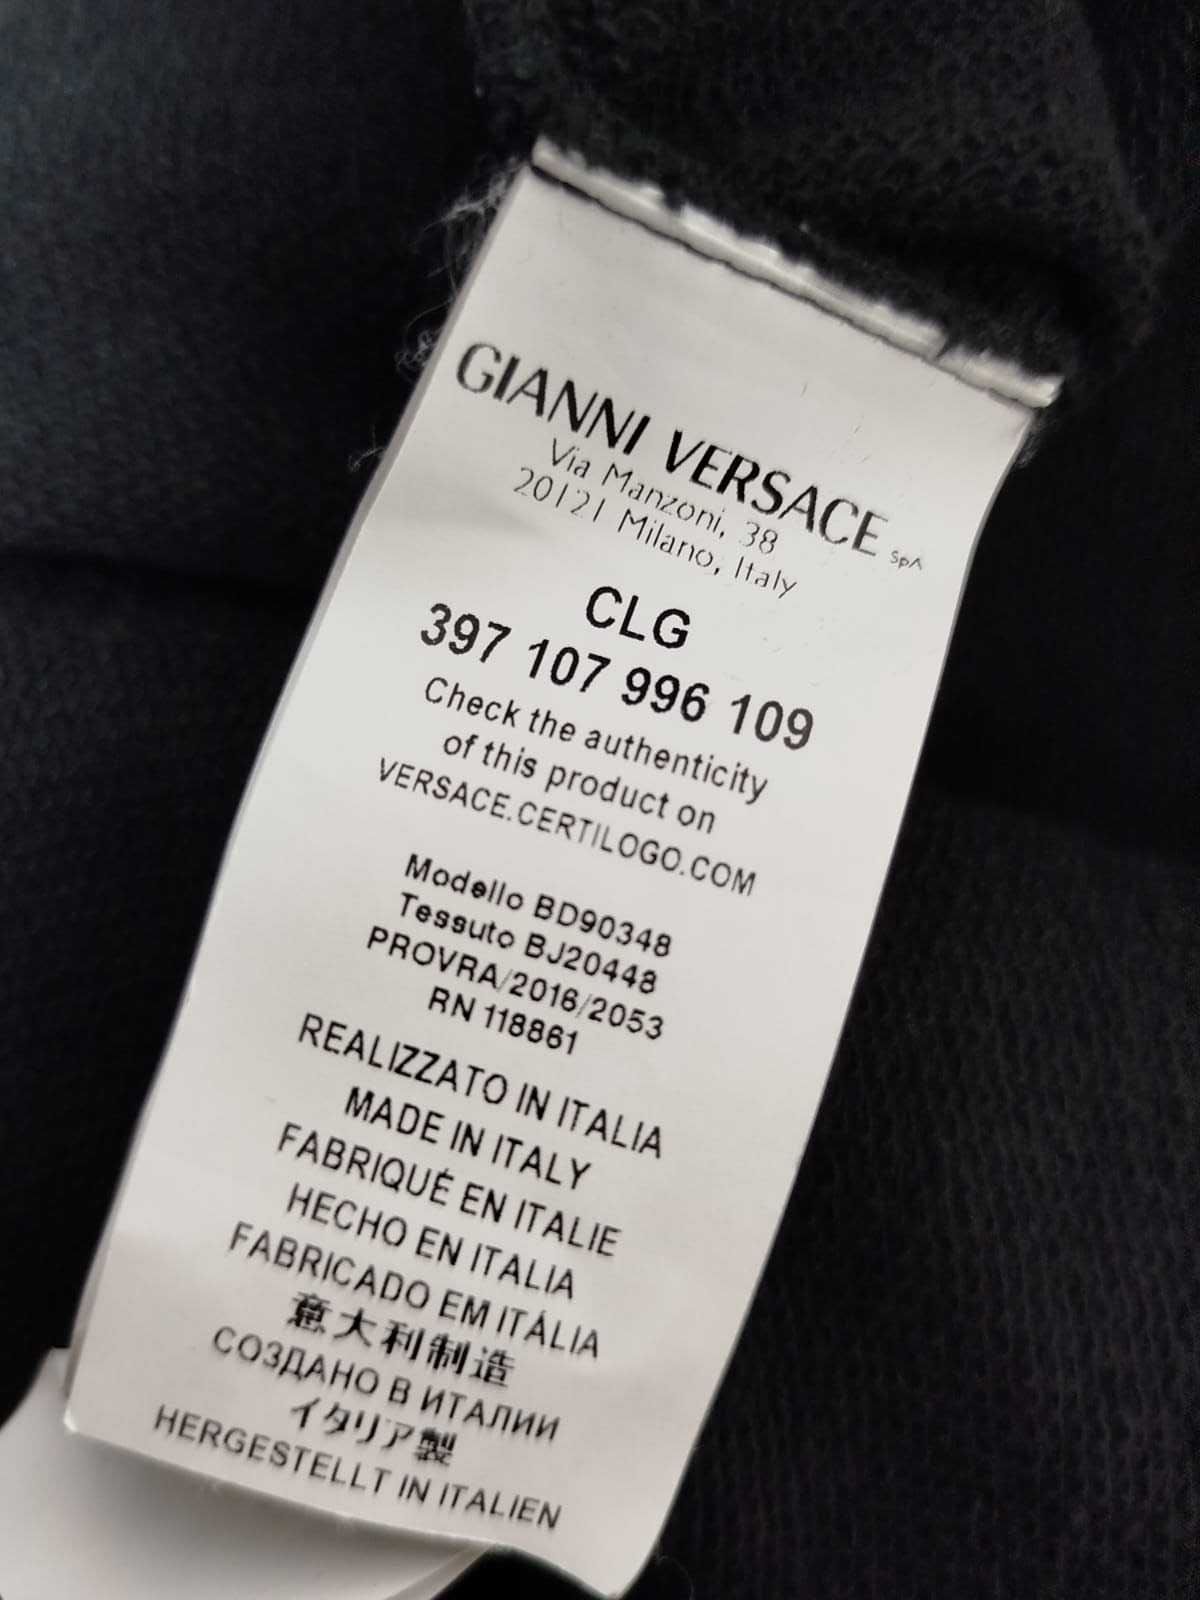 GIANNI VERSACE SpA
Via Manzoni, 38
20121 Milano, Italy
CLG
397 107 996 109
Check the authenticity
of this product on
VERSACE.CERTILOGO.COM
Modello BD90348
Tessuto BJ20448
PROVRA/2016/2053
RN 118861
REALIZZATO IN ITALIA
MADE IN ITALY
FABRIQUÉ EN ITALIE
HECHO EN ITALIA
FABRICADO EM ITÁLIA
意大利制造
СОЗДАНО В ИТАЛИИ
イタリア製
HERGESTELLT IN ITALIEN